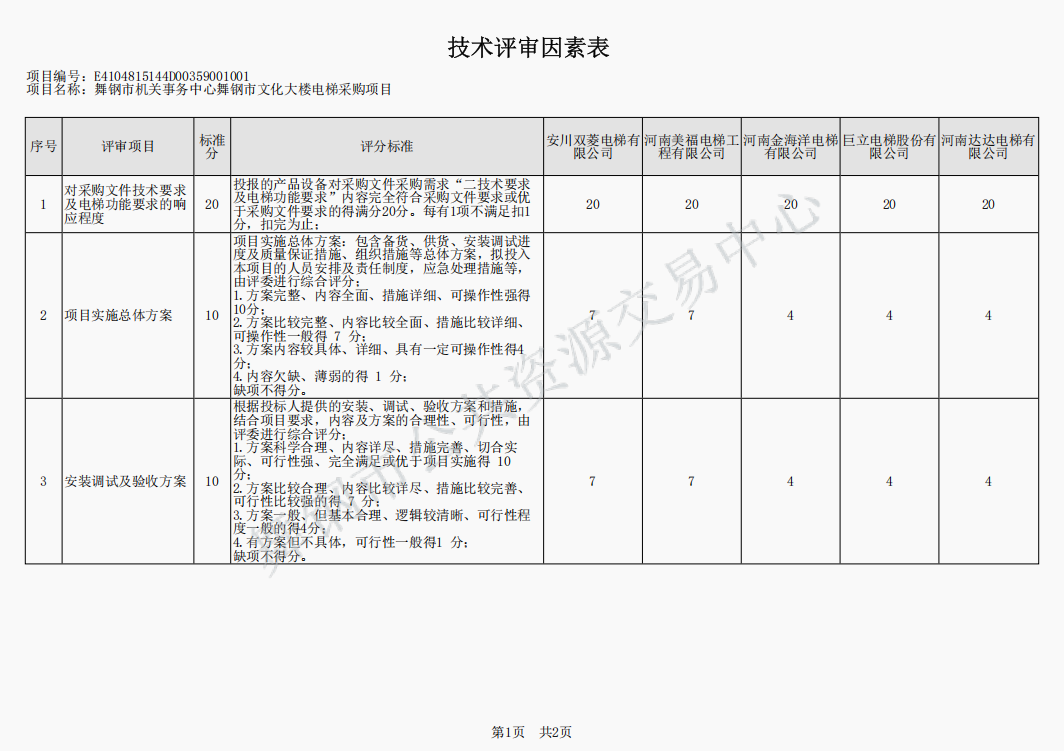 技术评审因素表
项目编号：E4104815144D00359001001
项目名称：舞钢市机关事务中心舞钢市文化大楼电梯采购项目
序号
评审项目
标准
分
评分标准
安川双菱电梯有
限公司
河南美福电梯工
程有限公司
河南金海洋电梯
有限公司
巨立电梯股份有
限公司
河南达达电梯有
限公司
1
对采购文件技术要求
及电梯功能要求的响
应程度
20
投报的产品设备对采购文件采购需求“二技术要求
及电梯功能要求”内容完全符合采购文件要求或优
于采购文件要求的得满分20分。每有1项不满足扣1
分，扣完为止；
20
20
20
20
20
2
项目实施总体方案
10
项目实施总体方案：包含备货、供货、安装调试进
度及质量保证措施、组织措施等总体方案，拟投入
本项目的人员安排及责任制度，应急处理措施等，
由评委进行综合评分；
1.方案完整、内容全面、措施详细、可操作性强得
10分；
2.方案比较完整、内容比较全面、措施比较详细、
可操作性一般得 7 分；
3.方案内容较具体、详细、具有一定可操作性得4
分；
4.内容欠缺、薄弱的得 1 分；
缺项不得分。
7
7
4
4
4
3
安装调试及验收方案
10
根据投标人提供的安装、调试、验收方案和措施，
结合项目要求，内容及方案的合理性、可行性，由
评委进行综合评分；
1.方案科学合理、内容详尽、措施完善、切合实
际、可行性强、完全满足或优于项目实施得 10
分；
2.方案比较合理、内容比较详尽、措施比较完善、
可行性比较强的得 7 分；
3.方案一般、但基本合理、逻辑较清晰、可行性程
度一般的得4分；
4.有方案但不具体，可行性一般得1 分；
缺项不得分。
7
7
4
4
4
舞钢市公共资源交易中心
第1页 共2页